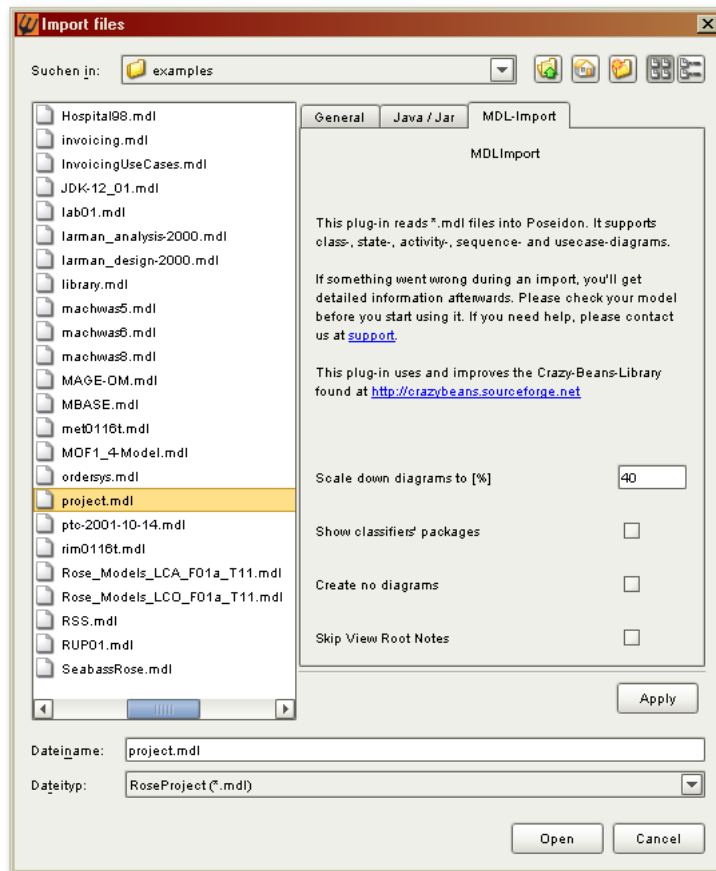 Import files
Suchen in:
examples
Hospital98.mdl
invoicing.mdl
InvoicingUseCases.mdl
JDK-12_01.mdl
lab01.mdl
larman_analysis-2000.mdl
larman_design-2000.mdl
library.mdl
machwas5.mdl
machwas6.mdl
machwas8.mdl
MAGE-OM.mdl
MBASE.mdl
met0116t.mdl
MOF1_4-Model.mdl
ordersys.mdl
project.mdl
ptc-2001-10-14.mdl
rim0116t.mdl
Rose_Models_LCA_F01a_T11.mdl
Rose_Models_LCO_F01a_T11.mdl
RSS.mdl
RUP01.mdl
SeabassRose.mdl
General
Java / Jar
MDL-Import
MDLImport
This plug-in reads *.mdl files into Poseidon. It supports
class-, state-, activity-, sequence- and usecase-diagrams.
If something went wrong during an import, you'll get
detailed information afterwards. Please check your model
before you start using it. If you need help, please contact
us at support.
This plug-in uses and improves the Crazy-Beans-Library
found at http://crazybeans.sourceforge.net
Scale down diagrams to [%]
40
Show classifiers' packages
Create no diagrams
Skip View Root Notes
Apply
Dateiname:
project.mdl
Dateityp:
RoseProject (*.mdl)
Open
Cancel